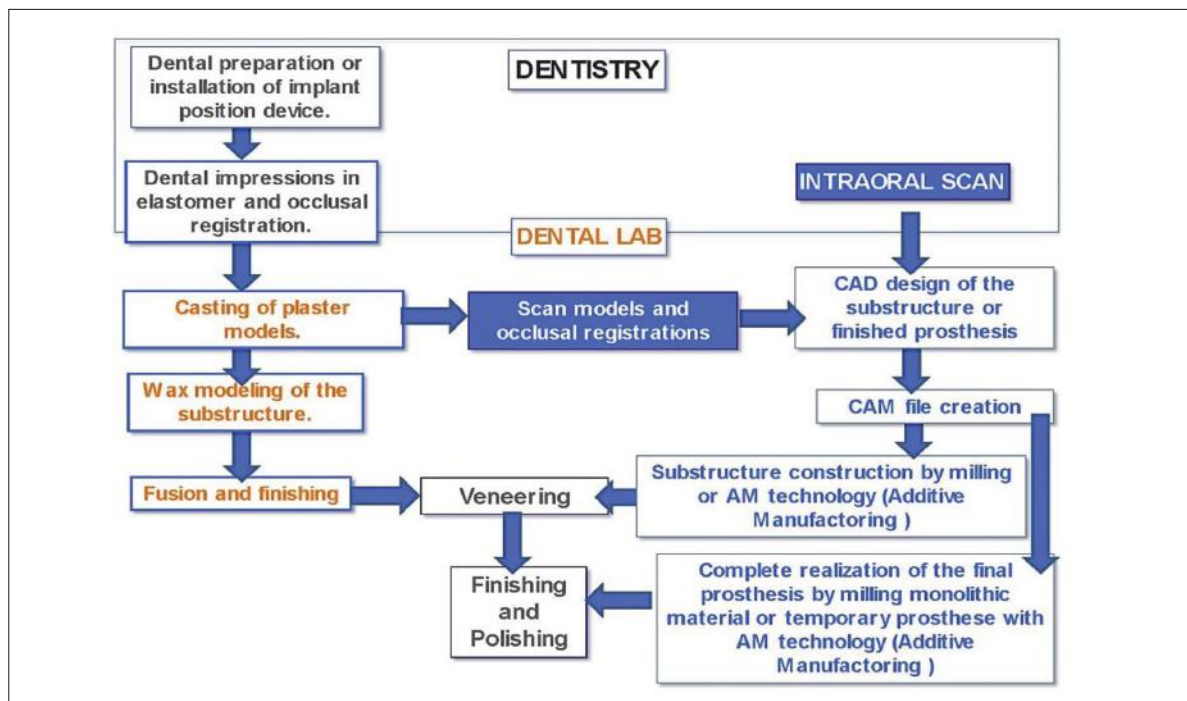 DENTISTRY
Dental preparation or
installation of implant
position device.
Dental impressions in
elastomer and occlusal
registration.
INTRAORAL SCAN
DENTAL LAB
Casting of plaster
models.
Scan models and
occlusal registrations
CAD design of the
substructure or
finished prosthesis
Wax modeling of the
substructure.
CAM file creation
Fusion and finishing
Veneering
Substructure construction by milling
or AM technology (Additive
Manufactoring )
Finishing
and
Polishing
Complete realization of the final
prosthesis by milling monolithic
material or temporary prosthese with
AM technology (Additive
Manufactoring )